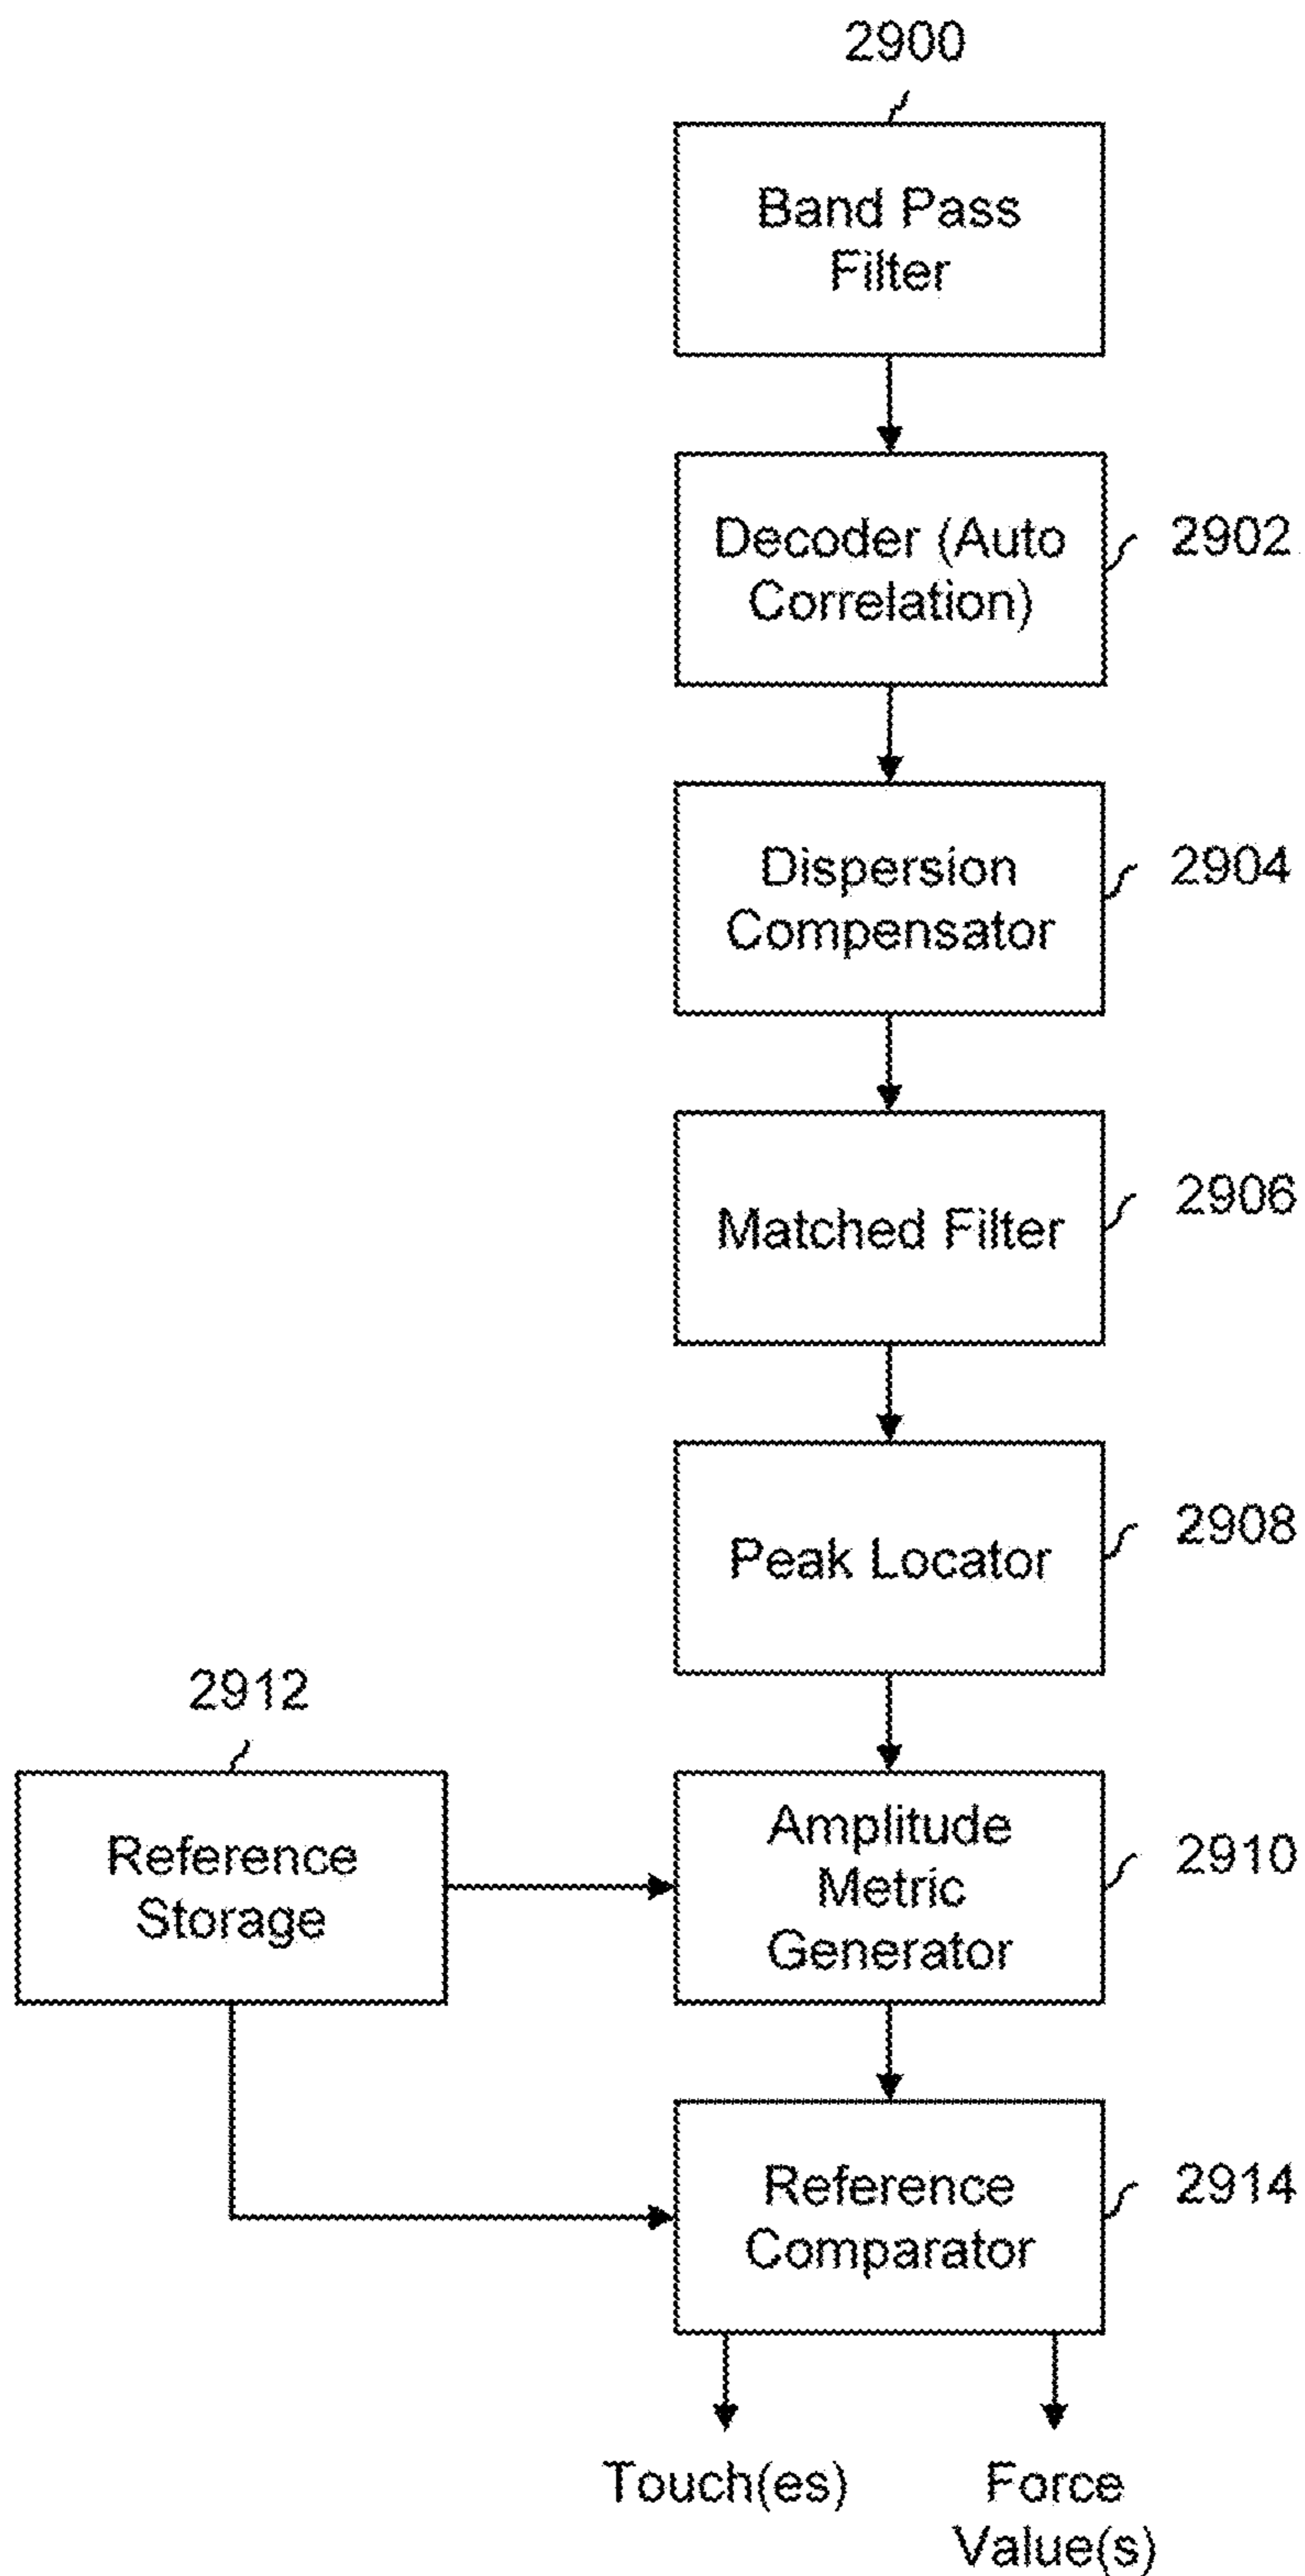 2900
Band Pass
Filter
Decoder (Auto
Correlation)
2902
Dispersion
Compensator
2904
Matched Filter
2906
Peak Locator
2908
2912
Reference
Storage
Amplitude
Metric
Generator
2910
Reference
Comparator
2914
Touch(es)
Force
Value(s)